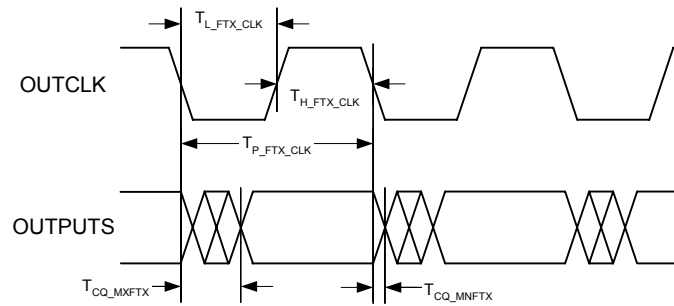 T_L_FTX_CLK
OUTCLK
T_H_FTX_CLK
T_P_FTX_CLK
OUTPUTS
T_CQ_MXFTX
T_CQ_MNFTX